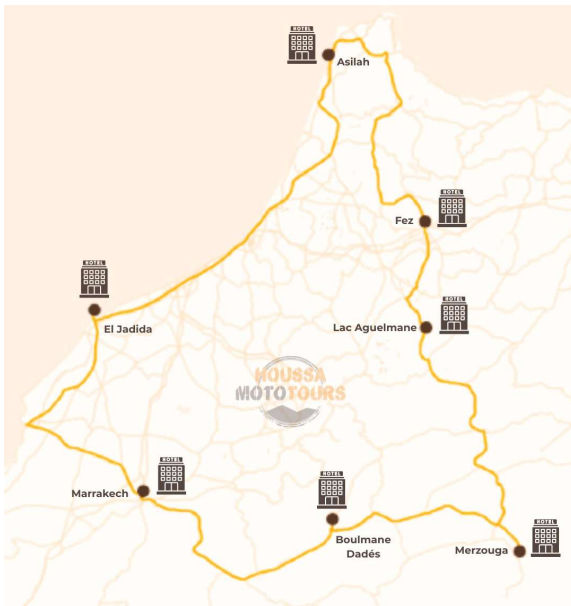 HOTEL
Asilah
HOTEL
Fez
HOTEL
El Jadida
HOTEL
Lac Aguelmane
MOUSSA
MOTOTOURS
HOTEL
Marrakech
HOTEL
Boulmane
Dadés
HOTEL
Merzouga